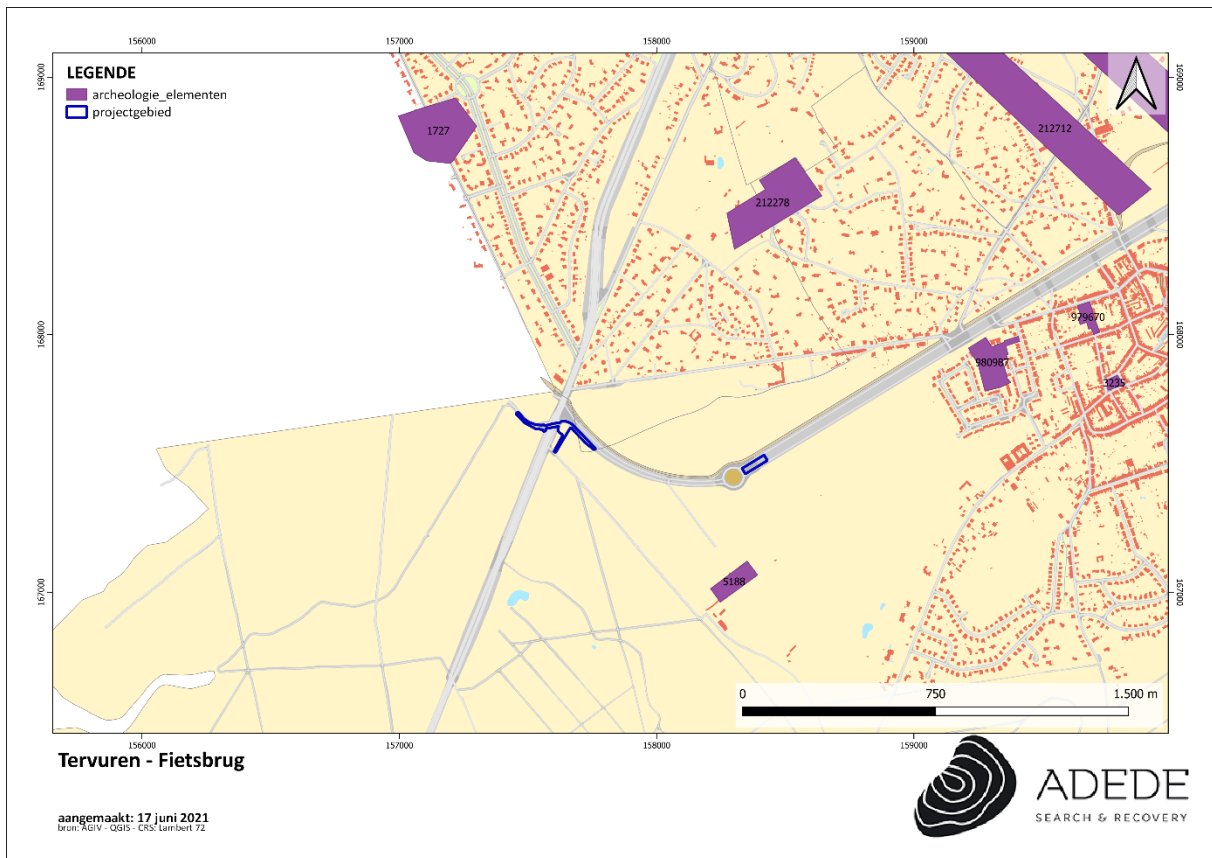 156000 157000 158000 159000
LEGENDE
archeologie_elementen
projectgebied
169000 169000
1727
212712
212278
168000 168000
979670
980987
3235
5188
167000 167000
0 750 1.500 m
156000 157000 158000 159000
Tervuren - Fietsbrug
aangemaakt: 17 juni 2021
bron: AGIV - QGIS - CRS: Lambert 72
ADEDE
SEARCH & RECOVERY